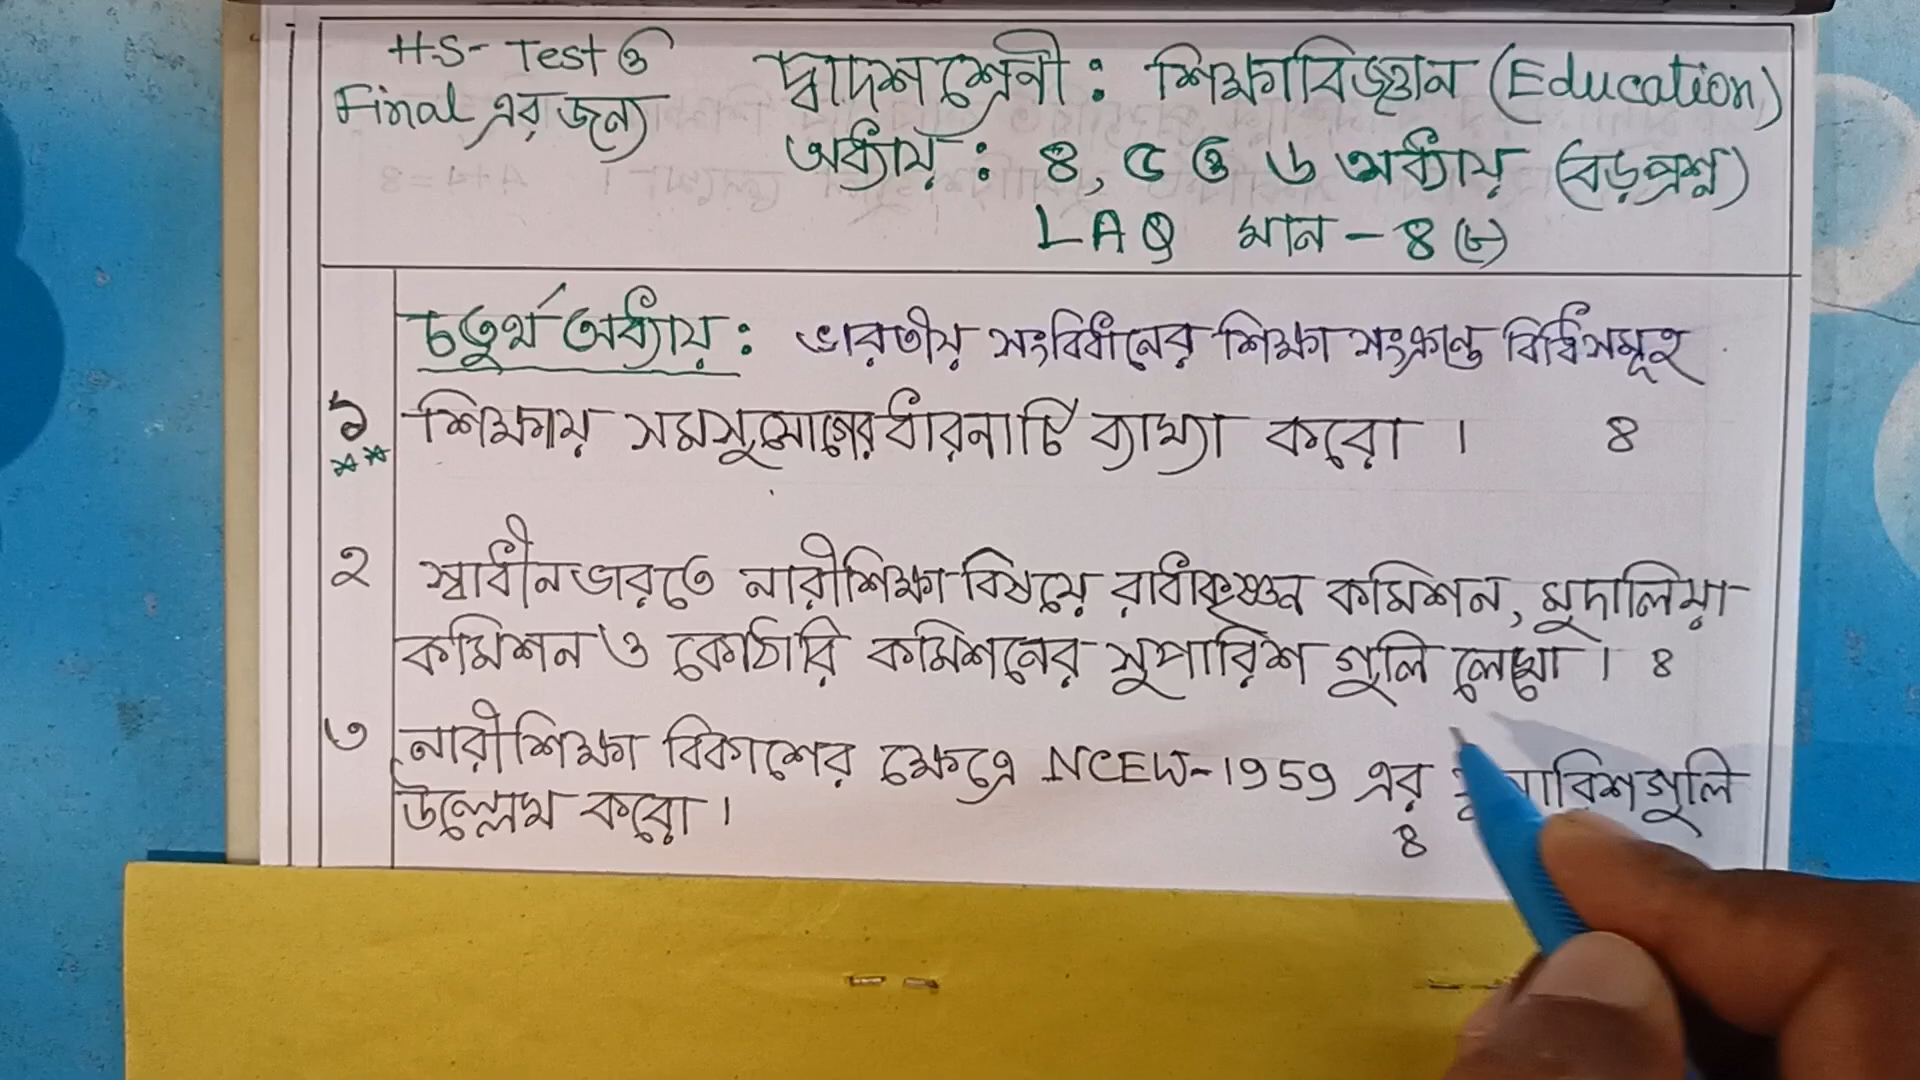 H.S- Test ও
Final এর জন্য
দ্বাদশ শ্রেনী : শিক্ষাবিজ্ঞান (Education)
অধ্যায় : ৪, ৫ ও ৬ অধ্যায় (বড় প্রশ্ন)
LAQ মান - ৪
চতুর্থ অধ্যায় : ভারতীয় সংবিধানের শিক্ষা সংক্রান্ত বিধিসমূহ
১ শিক্ষায় সমসুযোগের ধারনাটি ব্যাখ্যা করো । ৪
২ স্বাধীন ভারতে নারীশিক্ষা বিষয়ে রাধাকৃষ্ণন কমিশন, মুদালিয়া
কমিশন ও কোঠারি কমিশনের সুপারিশ গুলি লেখো । ৪
৩ নারীশিক্ষা বিকাশের ক্ষেত্রে NCEW-1959 এর
উল্লেখ করো । ৪